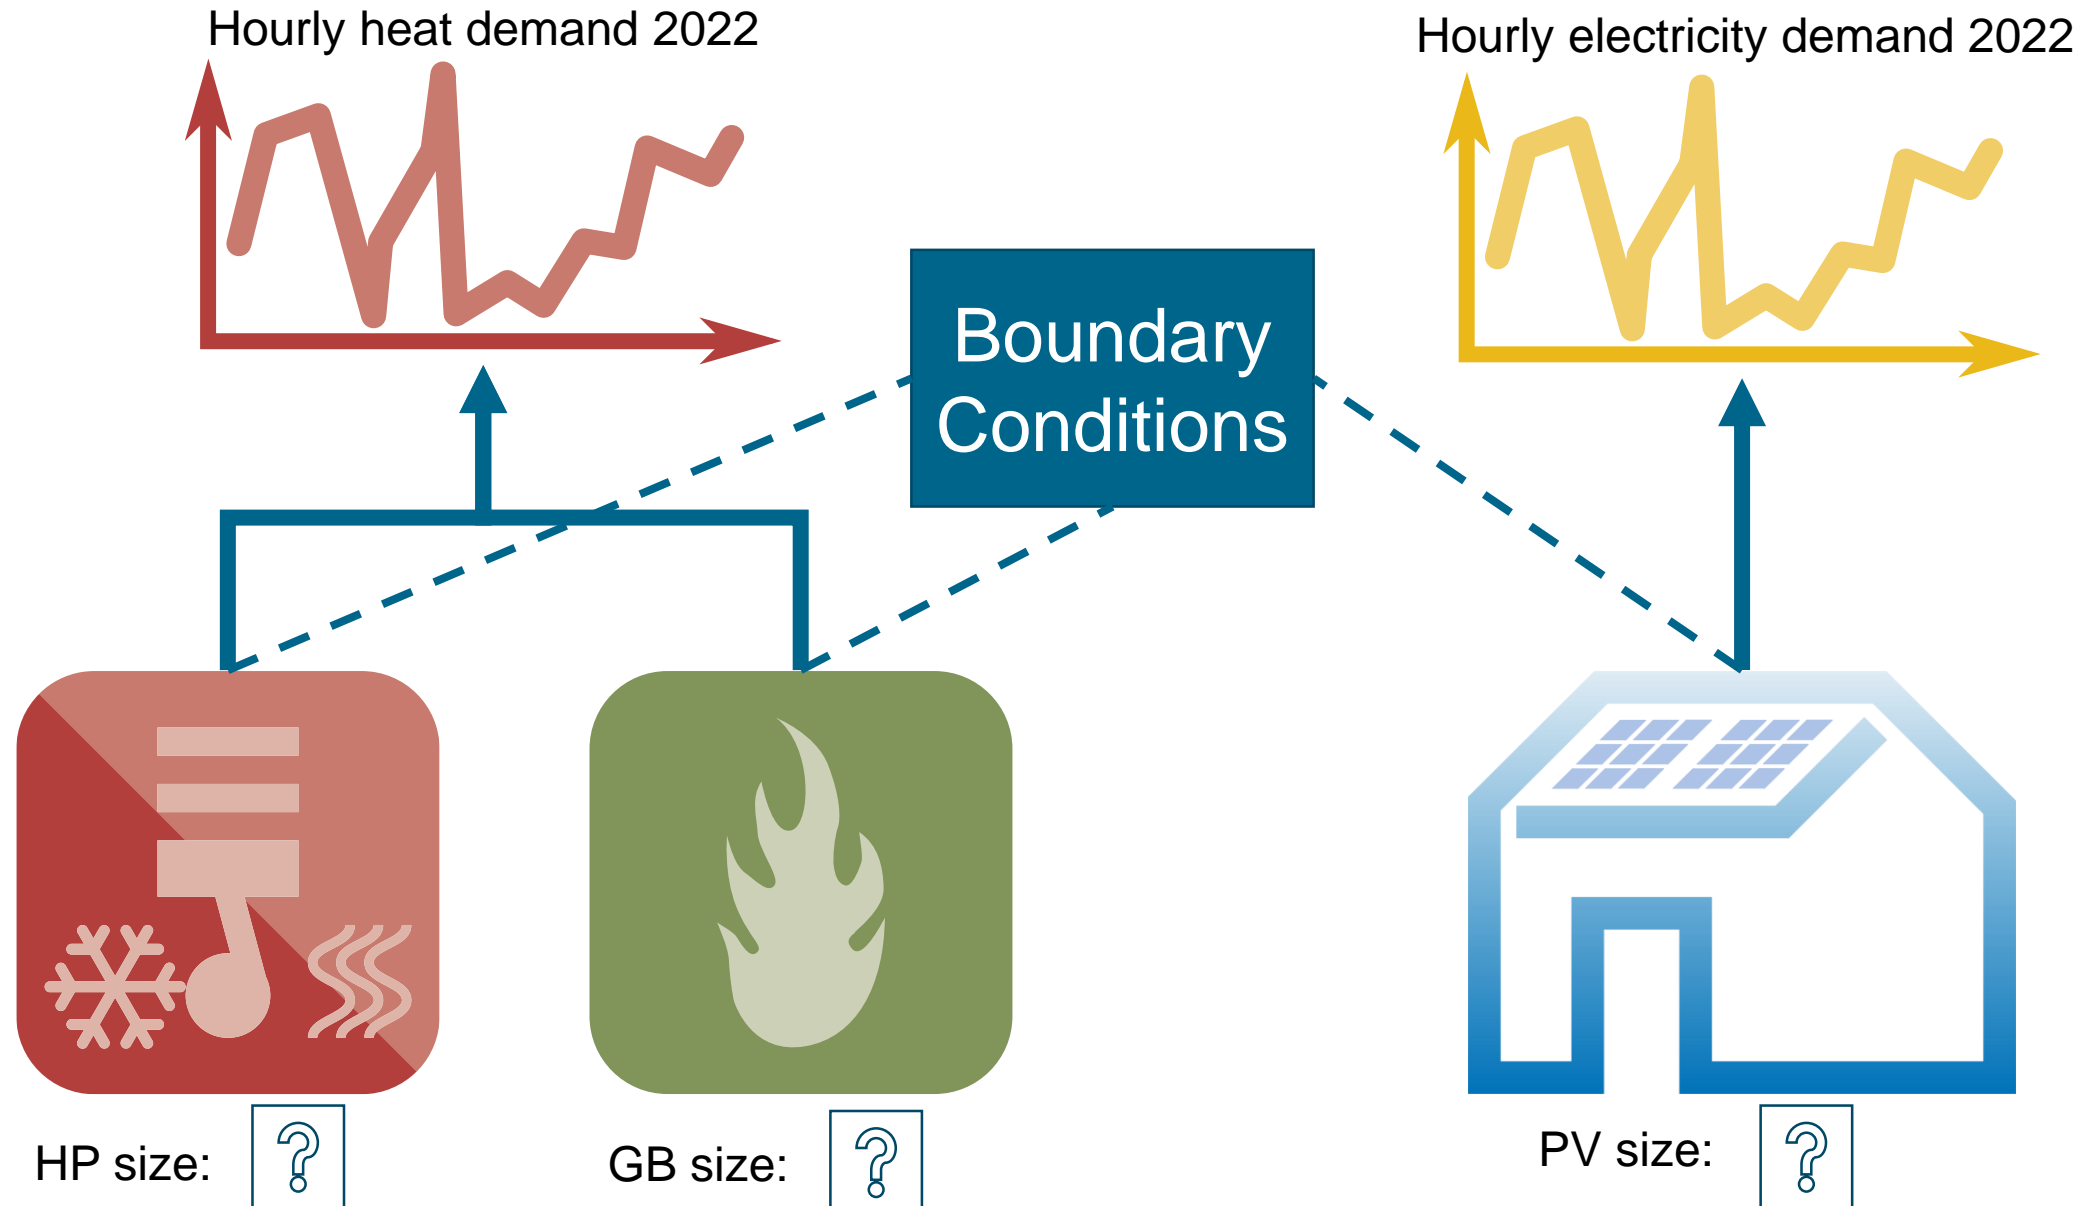 Hourly heat demand 2022
Hourly electricity demand 2022
Boundary
Conditions
HP size: ?
GB size: ?
PV size: ?